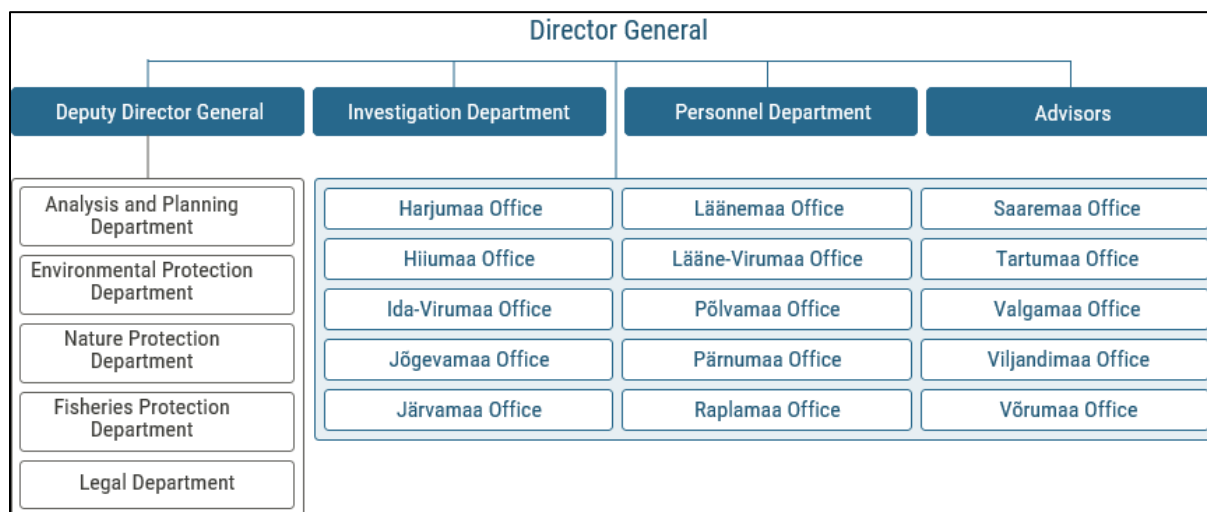 Director General
Deputy Director General
Investigation Department
Personnel Department
Advisors
Analysis and Planning
Department
Environmental Protection
Department
Nature Protection
Department
Fisheries Protection
Department
Legal Department
Harjumaa Office
Hiiumaa Office
Ida-Virumaa Office
Jõgevamaa Office
Järvamaa Office
Läänemaa Office
Lääne-Virumaa Office
Põlvamaa Office
Pärnumaa Office
Raplamaa Office
Saaremaa Office
Tartumaa Office
Valgamaa Office
Viljandimaa Office
Võrumaa Office